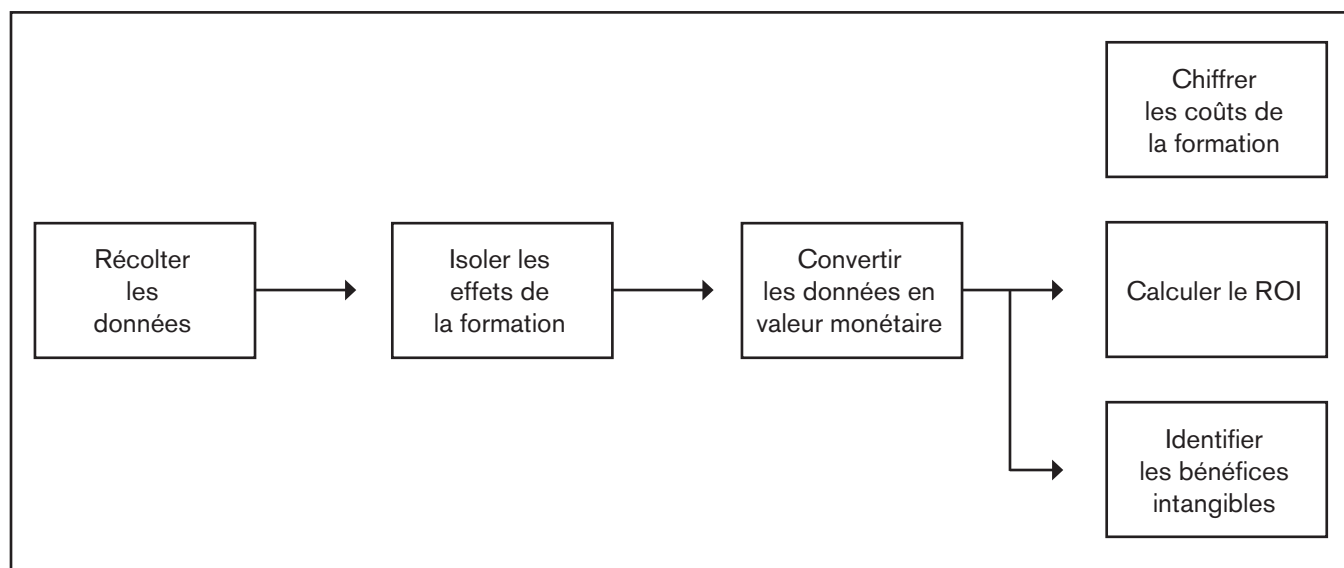 Récolter
les
données
Isoler les
effets de
la formation
Convertir
les données en
valeur monétaire
Chiffrer
les coûts de
la formation
Calculer le ROI
Identifier
les bénéfices
intangibles